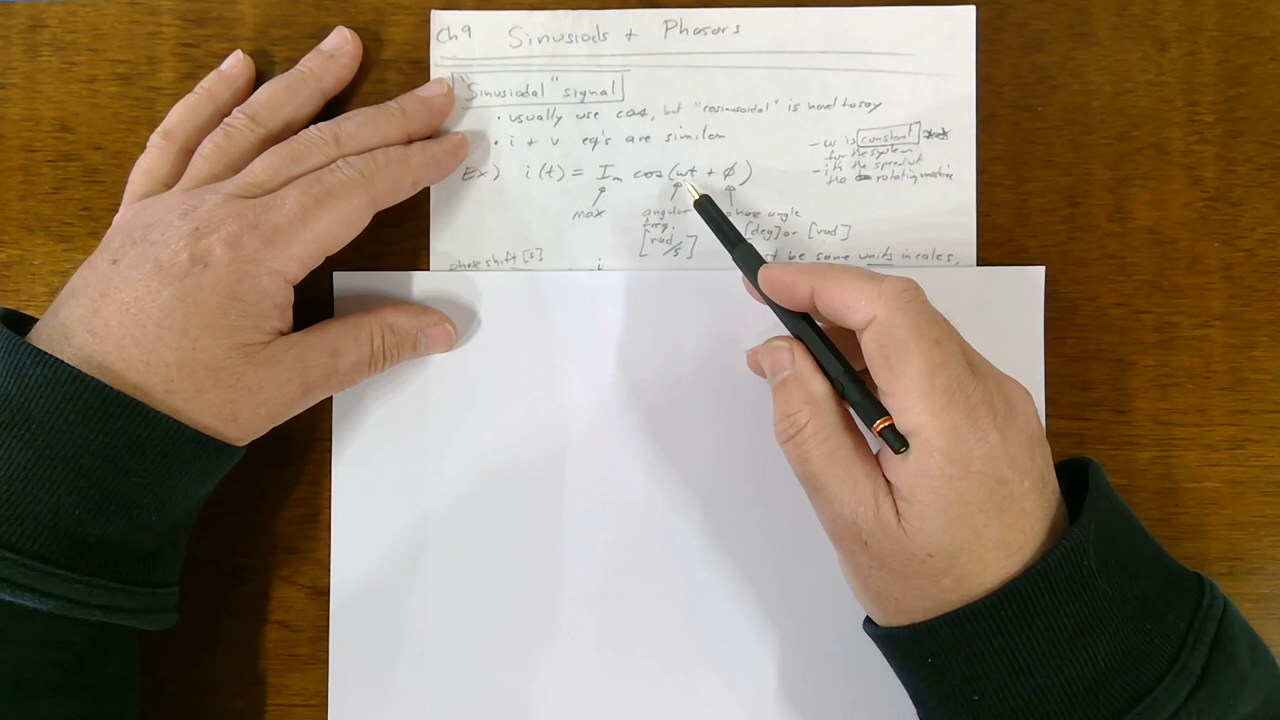 Ch9 Sinusiods + Phasors
"Sinusiodal" signal
• usually use cos, but "cosinusoidal" is hard to say
• i + v eq's are similar
- ω is constant **
for the system
- it's the speed of
the rotating machine
Ex) i(t) = Im cos(ωt + φ)
max
angular
freq.
[rad/s]
phase angle
[deg] or [rad]
phase shift [s]
i
be same units in calcs,